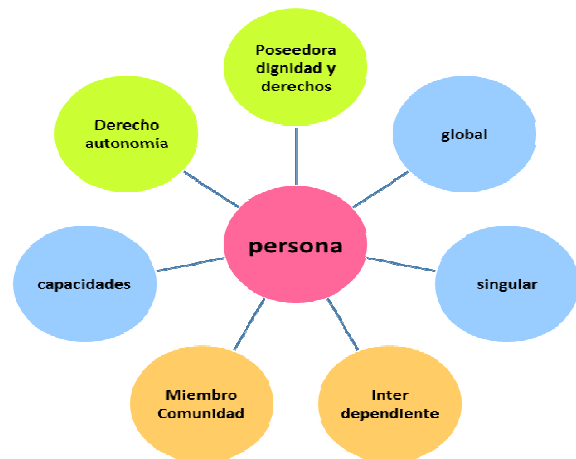 Poseedora
dignidad y
derechos
Derecho
autonomía
global
persona
capacidades
singular
Miembro
Comunidad
Inter
dependiente